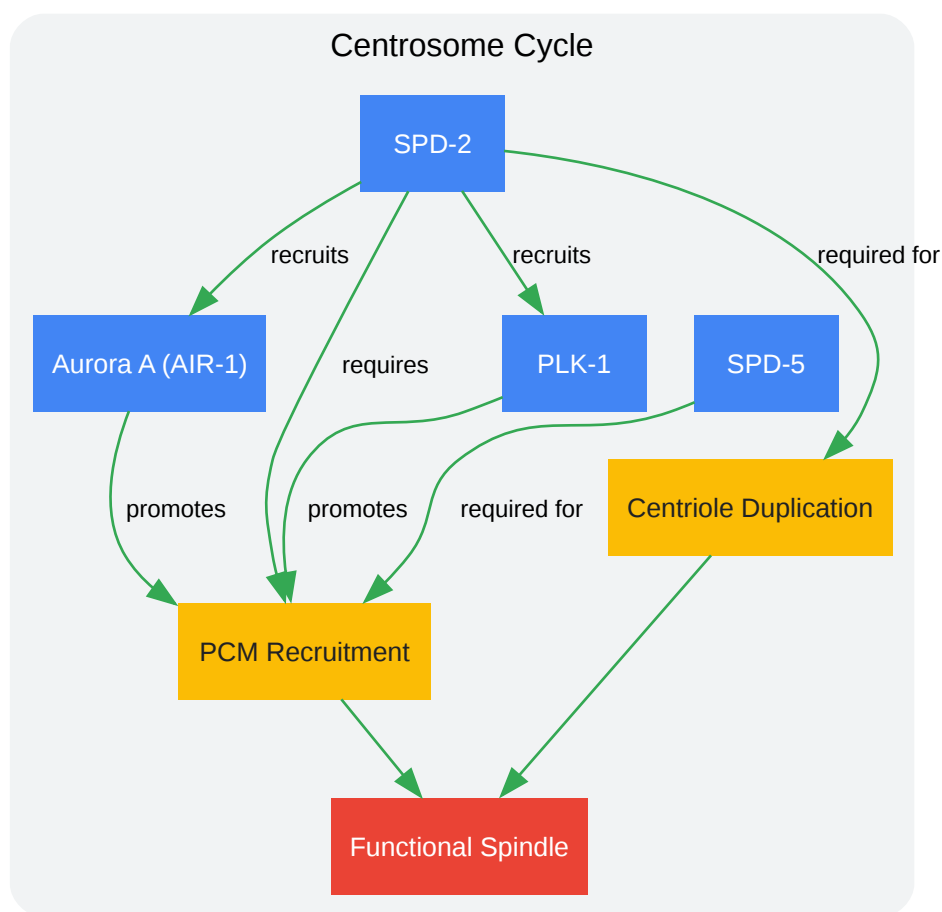 Centrosome Cycle
SPD-2
recruits
recruits
required for
Aurora A (AIR-1)
requires
PLK-1
SPD-5
promotes
promotes
required for
Centriole Duplication
PCM Recruitment
Functional Spindle